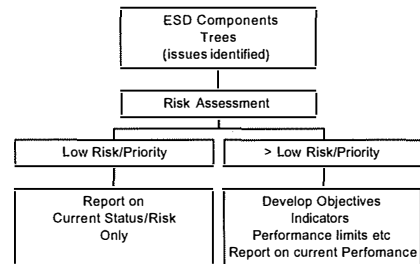 ESD Components
Trees
(issues identified)
Risk Assessment
Low Risk/Priority
> Low Risk/Priority
Report on
Current Status/Risk
Only
Develop Objectives
Indicators
Performance limits etc
Report on current Perfomance